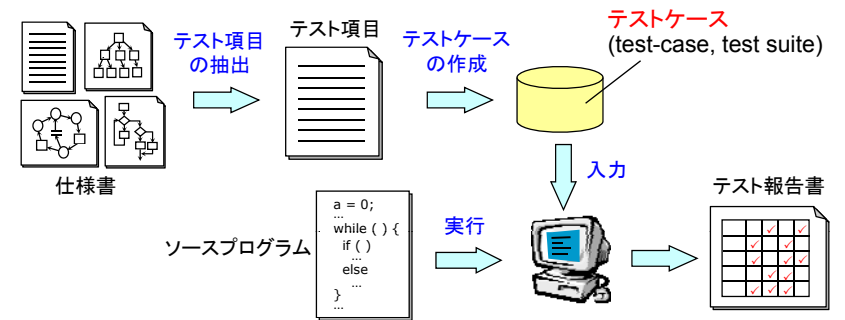 テスト項目
の抽出
テスト項目
テストケース
の作成
テストケース
(test-case, test suite)
仕様書
入力
ソースプログラム
a = 0;
…
while ( ) {
if ( )
…
else
…
}
…
実行
テスト報告書